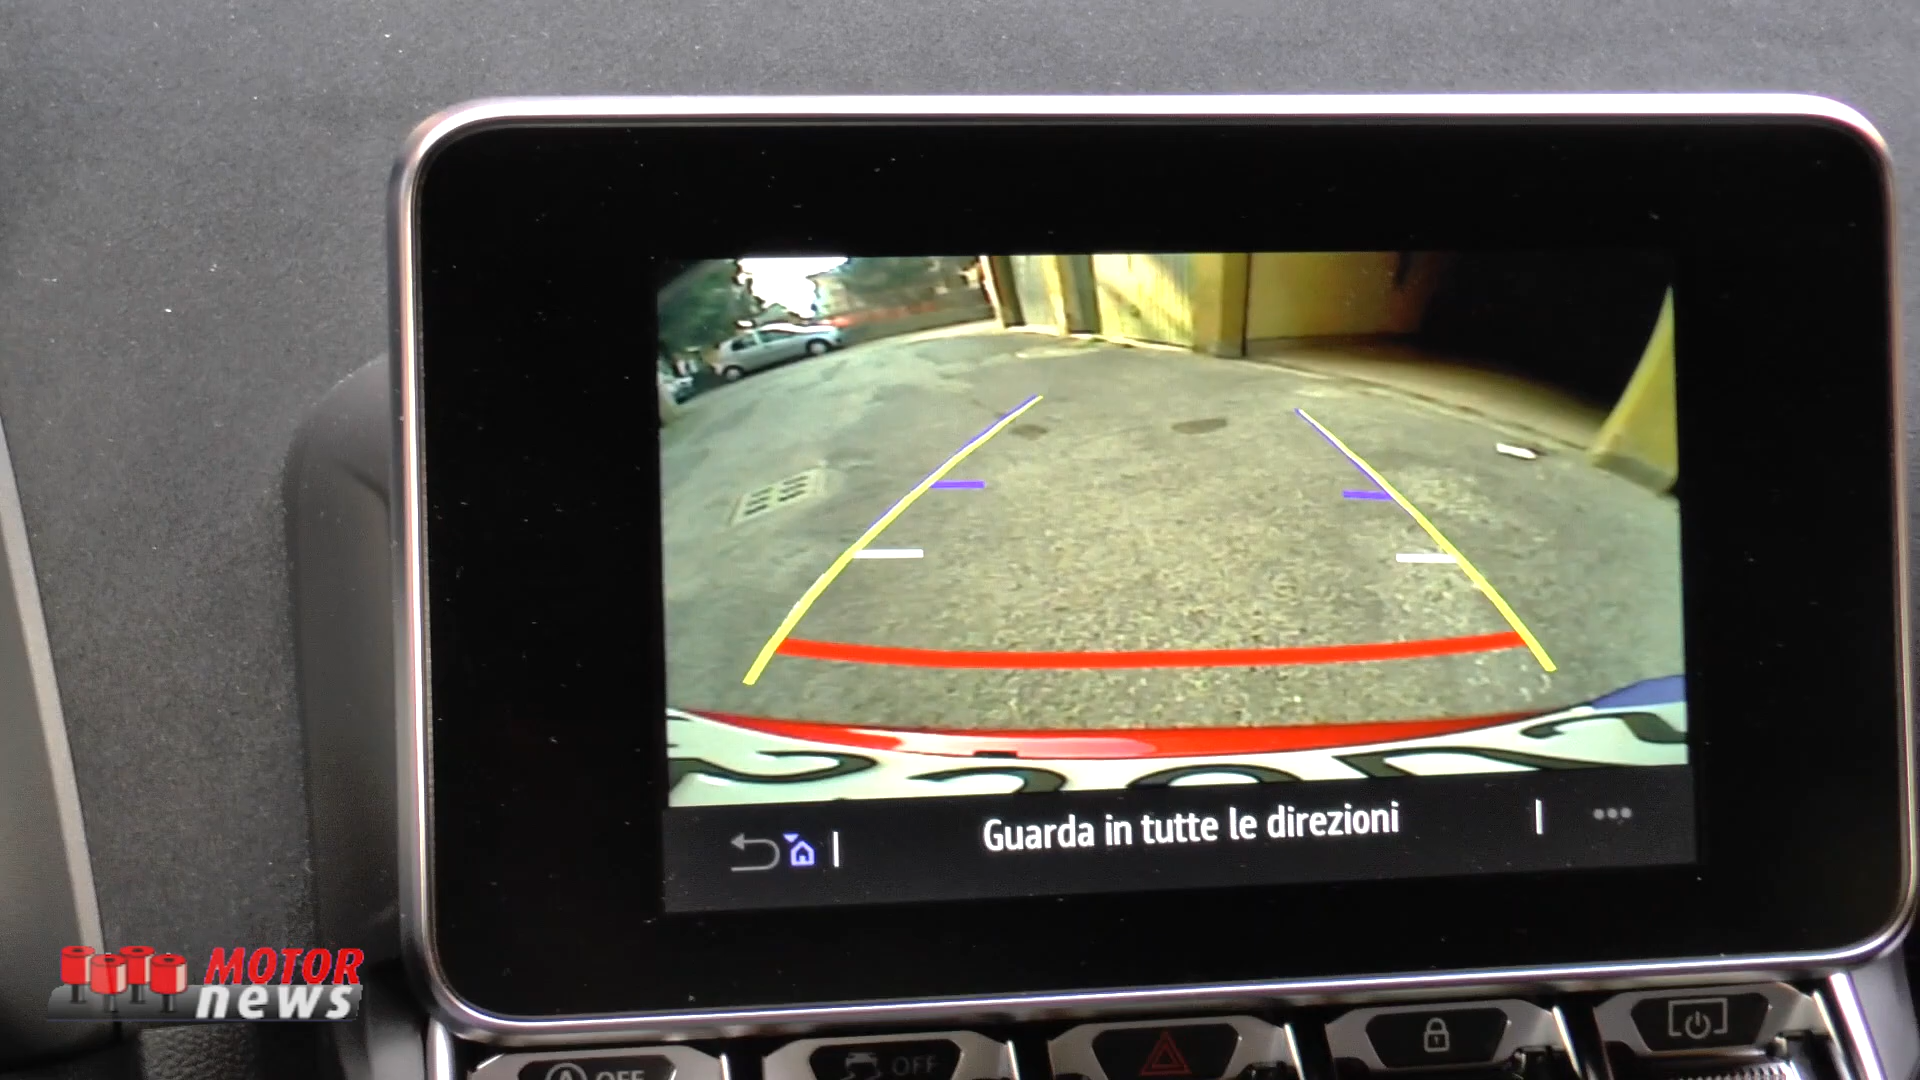 Guarda in tutte le direzioni
MOTOR
news
OFF
OFF